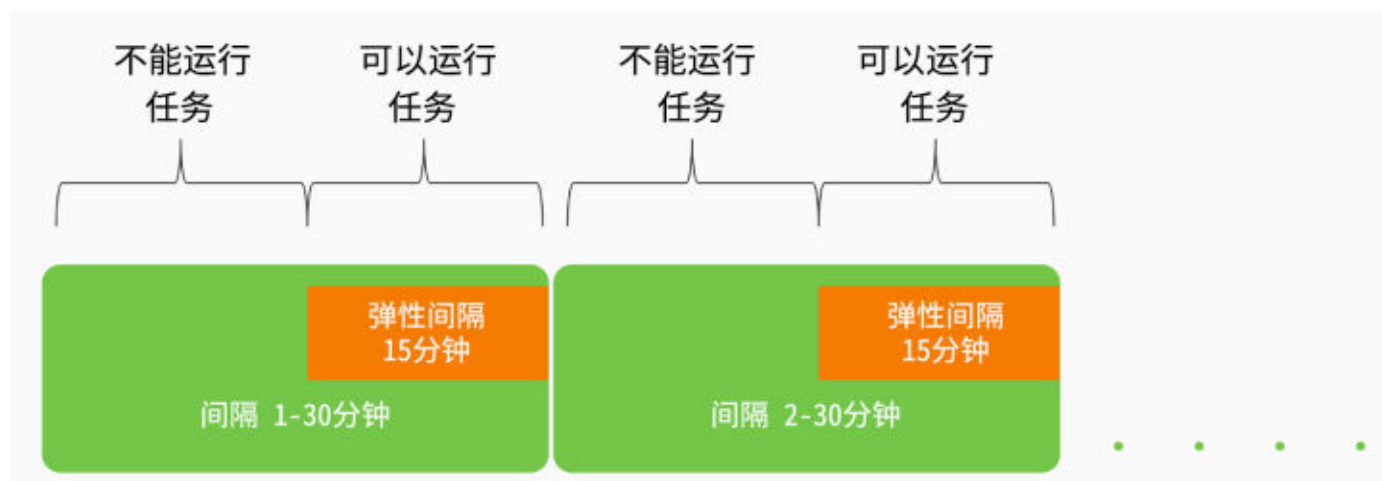 不能运行
任务
可以运行
任务
不能运行
任务
可以运行
任务
弹性间隔
15分钟
间隔 1-30分钟
弹性间隔
15分钟
间隔 2-30分钟